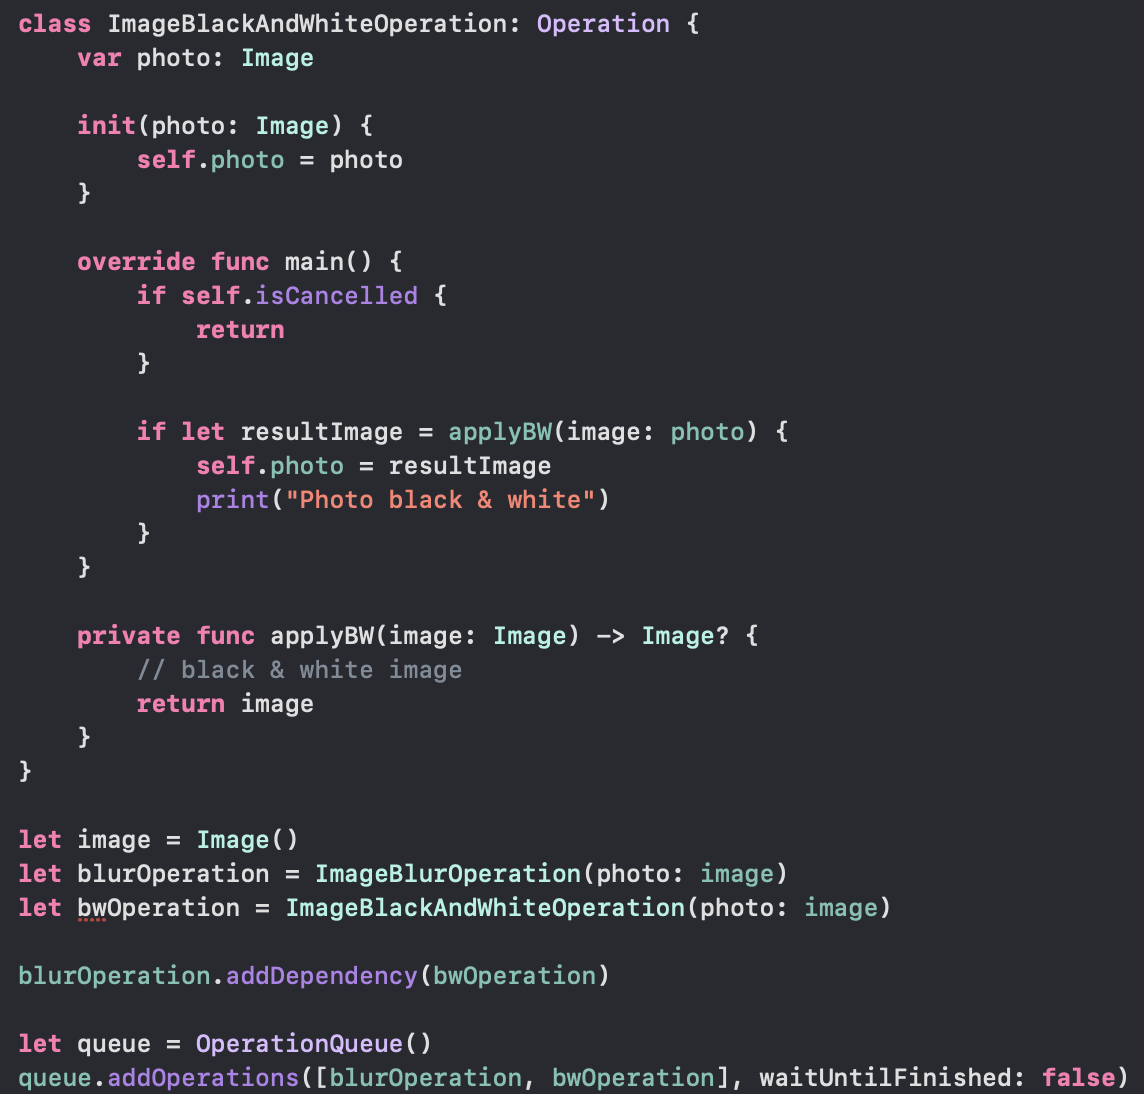 class ImageBlackAndWhiteOperation: Operation {
    var photo: Image

    init(photo: Image) {
        self.photo = photo
    }

    override func main() {
        if self.isCancelled {
            return
        }

        if let resultImage = applyBW(image: photo) {
            self.photo = resultImage
            print("Photo black & white")
        }
    }

    private func applyBW(image: Image) -> Image? {
        // black & white image
        return image
    }
}

let image = Image()
let blurOperation = ImageBlurOperation(photo: image)
let bwOperation = ImageBlackAndWhiteOperation(photo: image)

blurOperation.addDependency(bwOperation)

let queue = OperationQueue()
queue.addOperations([blurOperation, bwOperation], waitUntilFinished: false)